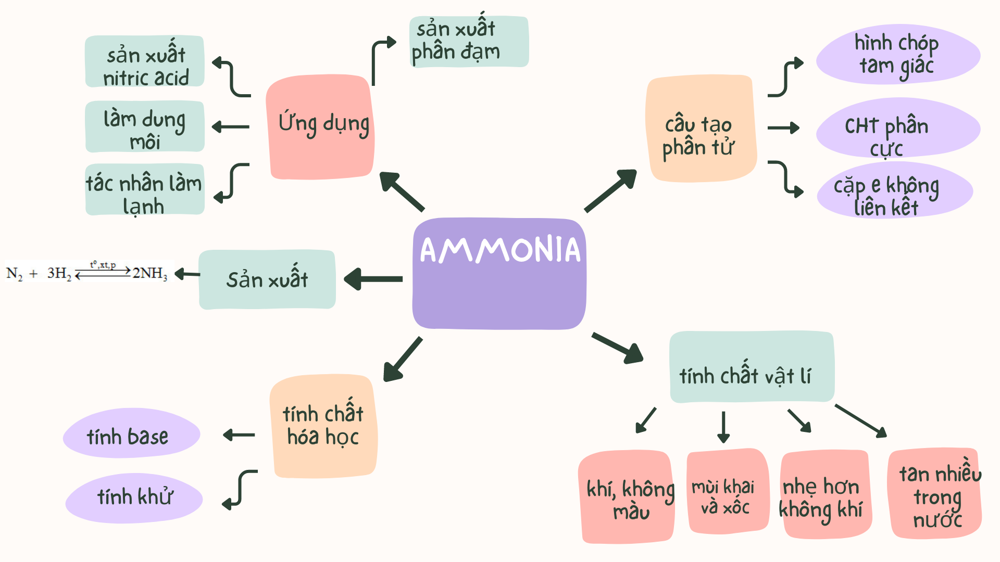 sản xuất
phân đạm
sản xuất
nitric acid
làm dung
môi
tác nhân làm
lạnh
Ứng dụng
câu tạo
phân tử
hình chóp
tam giác
CHT phân
cực
cặp e không
liên kết
AMMONIA
Sản xuất
t⁰,xt,p
N₂ + 3H₂ ⇌ 2NH₃
tính chất
hóa học
tính base
tính khử
tính chất vật lí
khí, không
màu
mùi khai
và xốc
nhẹ hơn
không khí
tan nhiều
trong
nước